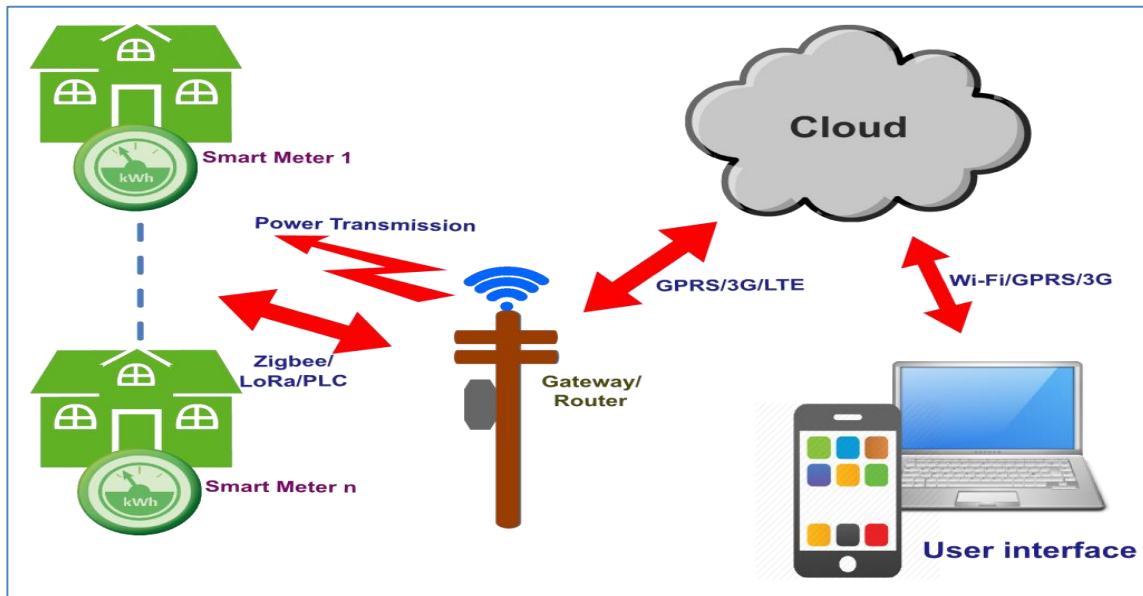 Cloud
kWh
Smart Meter 1
Power Transmission
GPRS/3G/LTE
Wi-Fi/GPRS/3G
Zigbee/
LoRa/PLC
Gateway/
Router
kWh
Smart Meter n
User interface